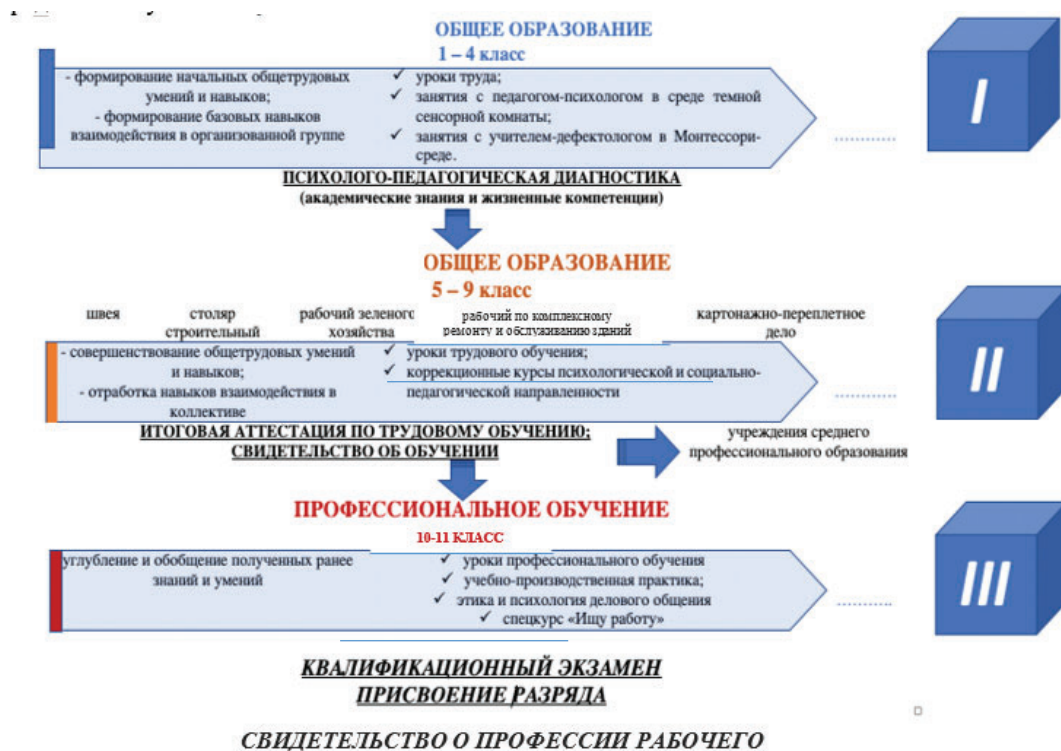 ОБЩЕЕ ОБРАЗОВАНИЕ
1 – 4 класс
- формирование начальных общетрудовых
умений и навыков;
- формирование базовых навыков
взаимодействия в организованной группе
✓ уроки труда;
✓ занятия с педагогом-психологом в среде темной
сенсорной комнаты;
✓ занятия с учителем-дефектологом в Монтессори-
среде.
............
I
ПСИХОЛОГО-ПЕДАГОГИЧЕСКАЯ ДИАГНОСТИКА
(академические знания и жизненные компетенции)
ОБЩЕЕ ОБРАЗОВАНИЕ
5 – 9 класс
швея
столяр
строительный
рабочий зеленого
хозяйства
рабочий по комплексному
ремонту и обслуживанию зданий
картонажно-переплетное
дело
- совершенствование общетрудовых умений
и навыков;
- отработка навыков взаимодействия в
коллективе
✓ уроки трудового обучения;
✓ коррекционные курсы психологической и социально-
педагогической направленности
............
II
ИТОГОВАЯ АТТЕСТАЦИЯ ПО ТРУДОВОМУ ОБУЧЕНИЮ;
СВИДЕТЕЛЬСТВО ОБ ОБУЧЕНИИ
учреждения среднего
профессионального образования
ПРОФЕССИОНАЛЬНОЕ ОБУЧЕНИЕ
10-11 КЛАСС
углубление и обобщение полученных ранее
знаний и умений
✓ уроки профессионального обучения
✓ учебно-производственная практика;
✓ этика и психология делового общения
✓ спецкурс «Ищу работу»
............
III
КВАЛИФИКАЦИОННЫЙ ЭКЗАМЕН
ПРИСВОЕНИЕ РАЗРЯДА
СВИДЕТЕЛЬСТВО О ПРОФЕССИИ РАБОЧЕГО